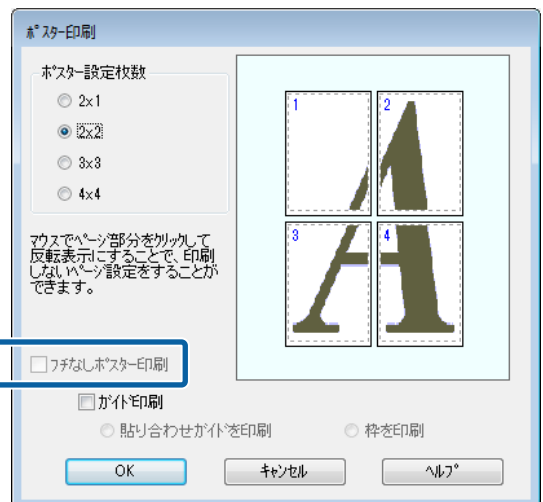 ポスター印刷
ポスター設定枚数
2x1
2x2
3x3
4x4
マウスでページ部分をクリックして
反転表示にすることで、印刷
しないページ設定をすることが
できます。
1
2
3
4
フチなしポスター印刷
ガイド印刷
貼り合わせガイドを印刷
枠を印刷
OK
キャンセル
ヘルプ